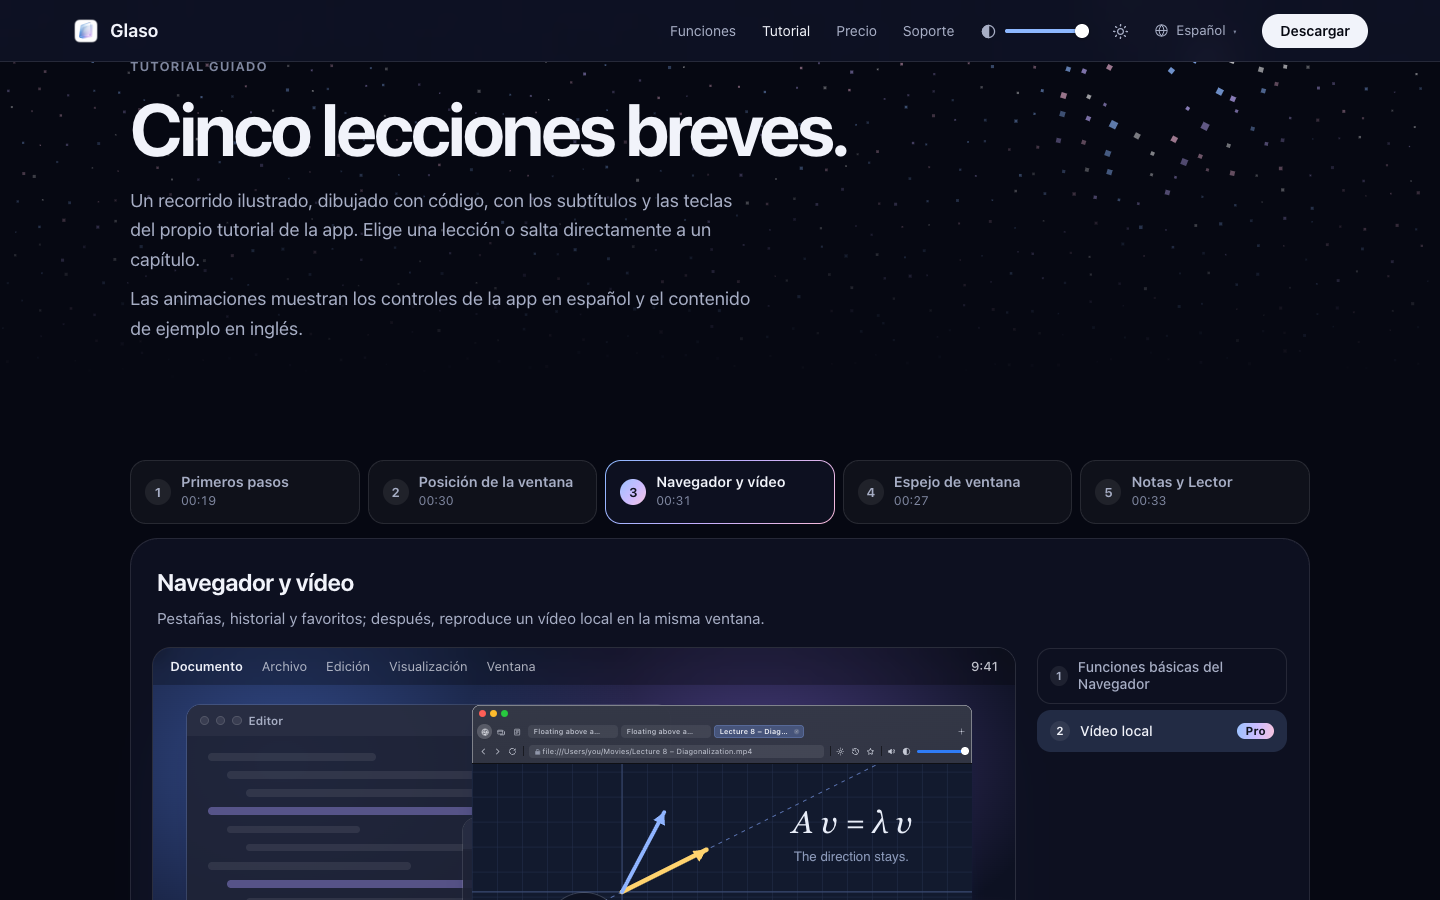 Glaso
Funciones
Tutorial
Precio
Soporte
Español
Descargar
TUTORIAL GUIADO
Cinco lecciones breves.
Un recorrido ilustrado, dibujado con código, con los subtítulos y las teclas
del propio tutorial de la app. Elige una lección o salta directamente a un
capítulo.
Las animaciones muestran los controles de la app en español y el contenido
de ejemplo en inglés.
1
Primeros pasos
00:19
2
Posición de la ventana
00:30
3
Navegador y vídeo
00:31
4
Espejo de ventana
00:27
5
Notas y Lector
00:33
Navegador y vídeo
Pestañas, historial y favoritos; después, reproduce un vídeo local en la misma ventana.
Documento
Archivo
Edición
Visualización
Ventana
9:41
Editor
Floating above a...
Floating above a...
Lecture 8 – Diag...
file:///Users/you/Movies/Lecture 8 – Diagonalization.mp4
A v = λ v
The direction stays.
1
Funciones básicas del
Navegador
2
Vídeo local
Pro